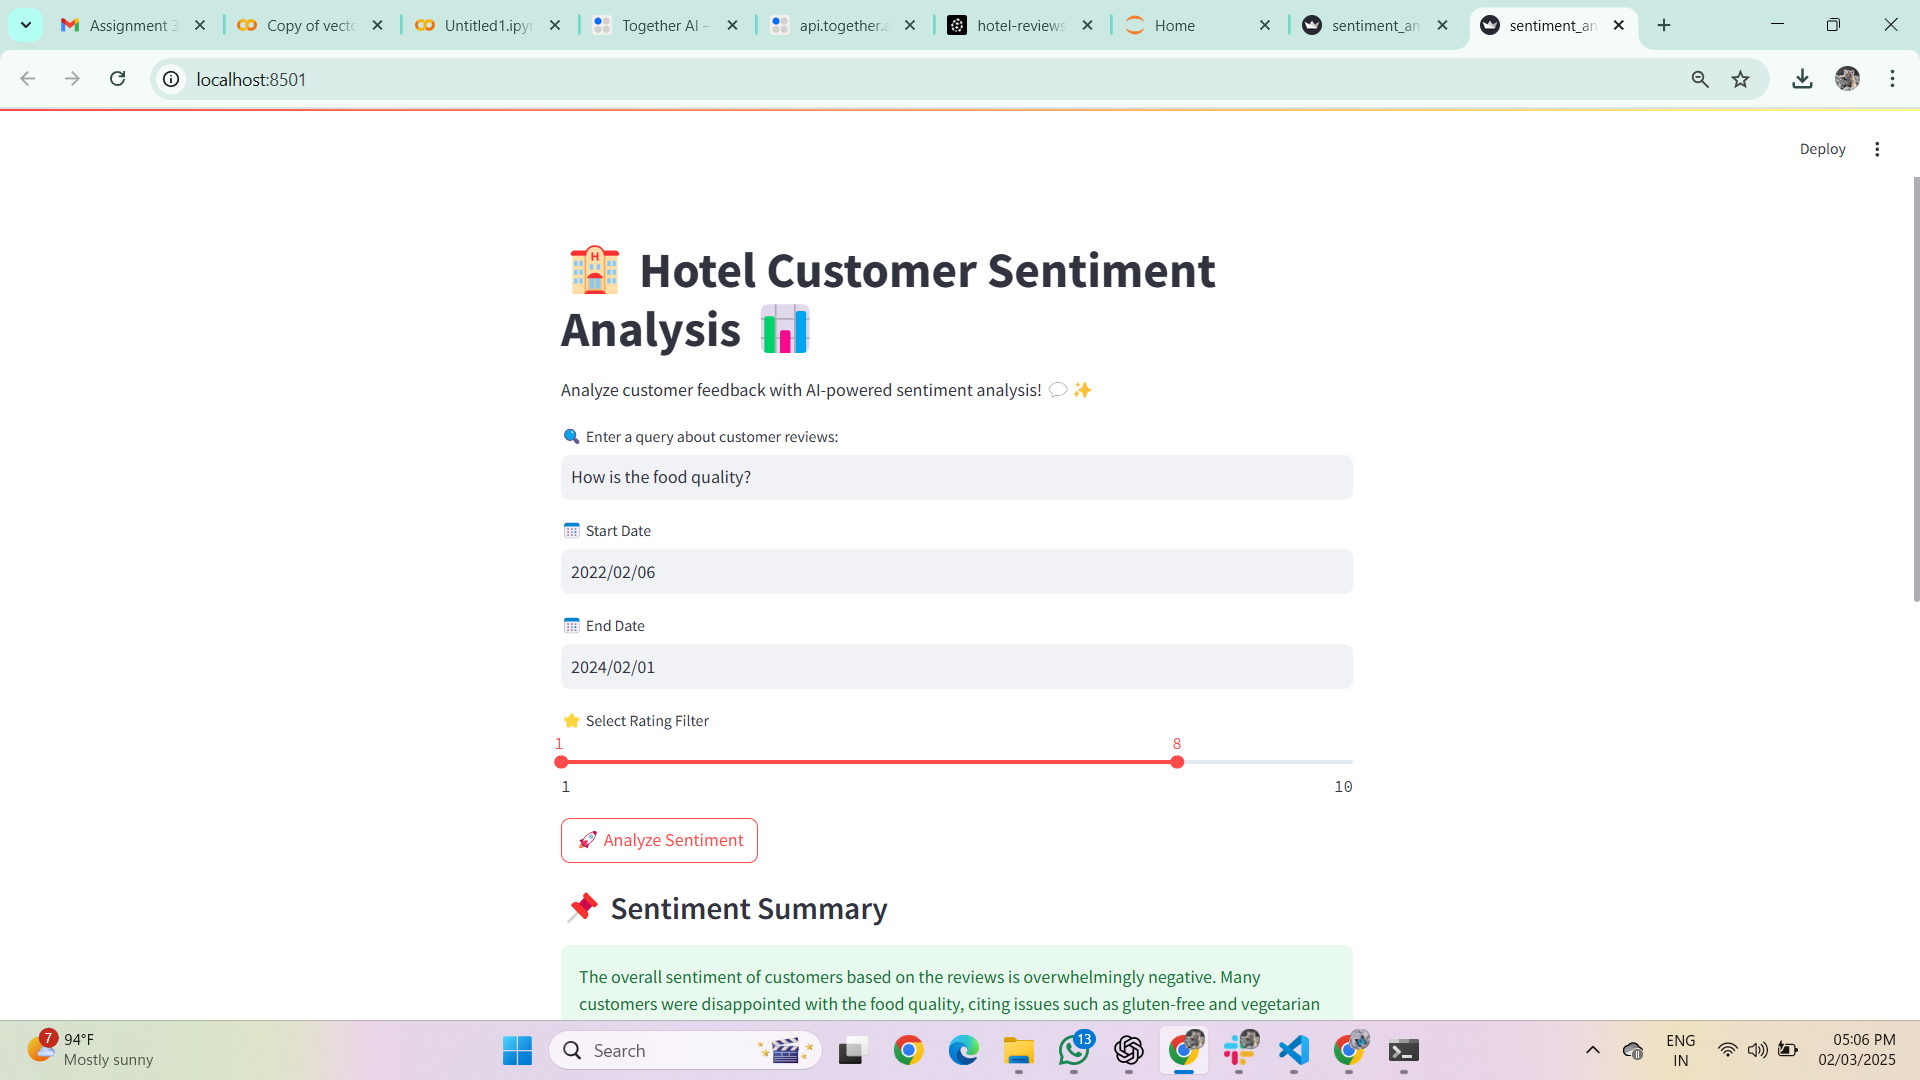 Assignment 3
Copy of vecto
Untitled1.ipyn
Together AI –
api.together.a
hotel-reviews
Home
sentiment_an
sentiment_an
localhost:8501
Deploy
Hotel Customer Sentiment
Analysis
Analyze customer feedback with AI-powered sentiment analysis!
Enter a query about customer reviews:
How is the food quality?
Start Date
2022/02/06
End Date
2024/02/01
Select Rating Filter
1 8
1 10
Analyze Sentiment
Sentiment Summary
The overall sentiment of customers based on the reviews is overwhelmingly negative. Many
customers were disappointed with the food quality, citing issues such as gluten-free and vegetarian
7
94°F
Mostly sunny
Search
13
ENG
IN
05:06 PM
02/03/2025